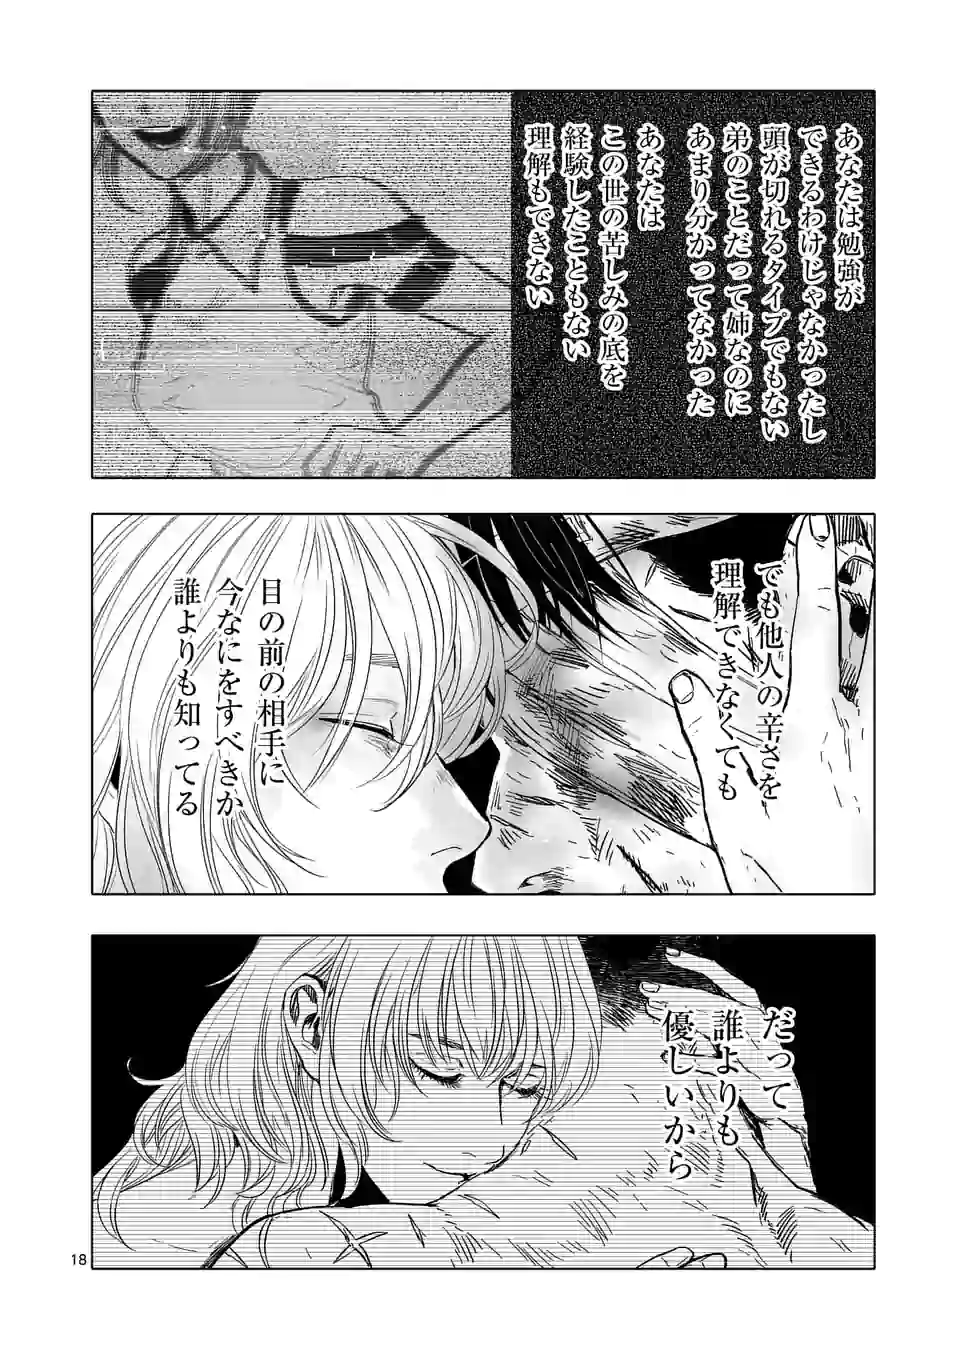 あなたは勉強が
できるわけじゃなかったし
頭が切れるタイプでもない
弟のことだって姉なのに
あまり分かってなかった
あなたは
この世の苦しみの底を
経験したこともない
理解もできない
でも他人の辛さを
理解できなくても
目の前の相手に
今なにをすべきか
誰よりも知ってる
だって
誰よりも
優しいから
18